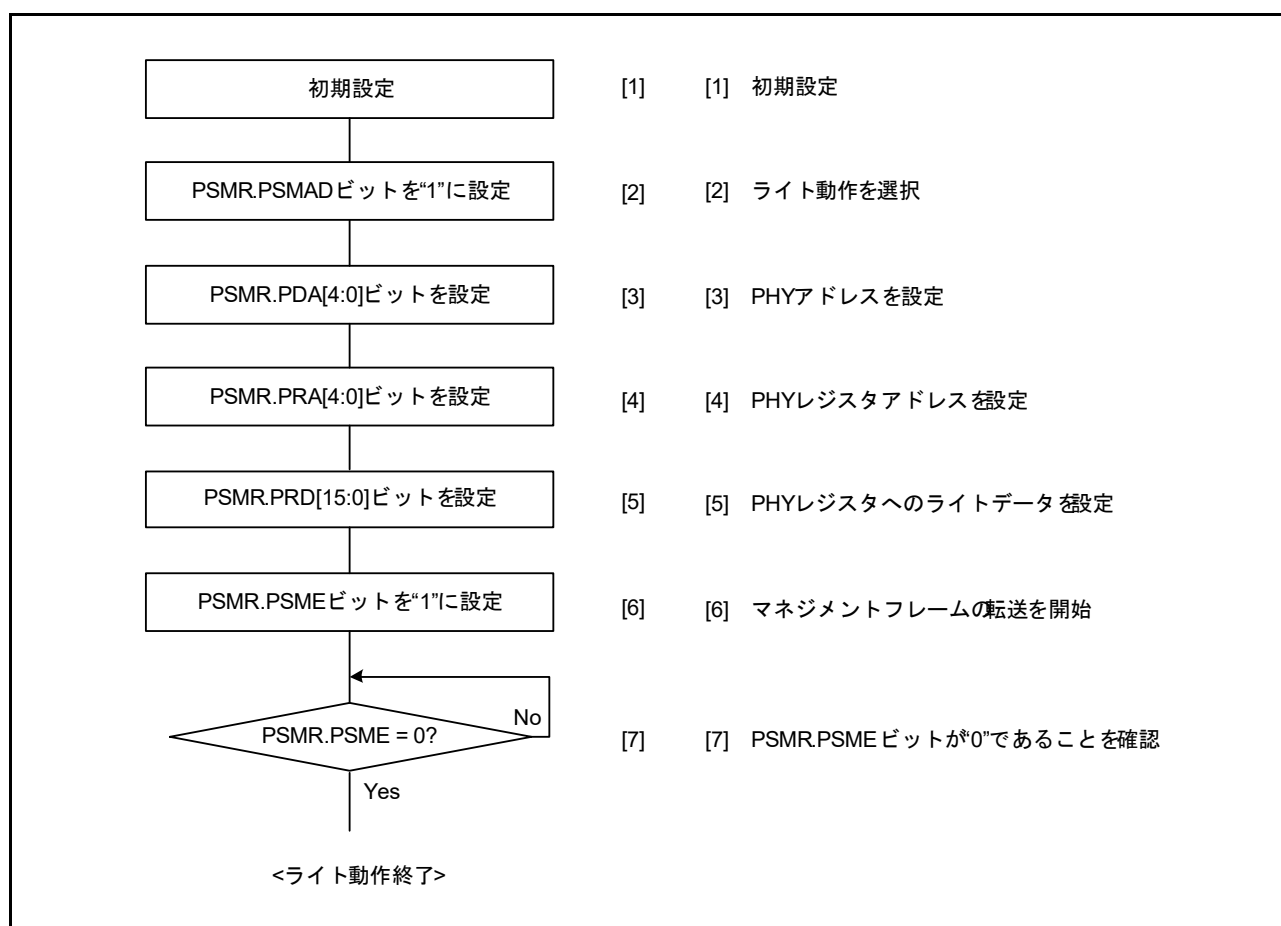 初期設定 [1] [1] 初期設定
PSMR.PSMADビットを“1”に設定 [2] [2] ライト動作を選択
PSMR.PDA[4:0]ビットを設定 [3] [3] PHYアドレスを設定
PSMR.PRA[4:0]ビットを設定 [4] [4] PHYレジスタアドレスを設定
PSMR.PRD[15:0]ビットを設定 [5] [5] PHYレジスタへのライトデータを設定
PSMR.PSMEビットを“1”に設定 [6] [6] マネジメントフレームの転送を開始
No
PSMR.PSME = 0? [7] [7] PSMR.PSMEビットが“0”であることを確認
Yes
<ライト動作終了>